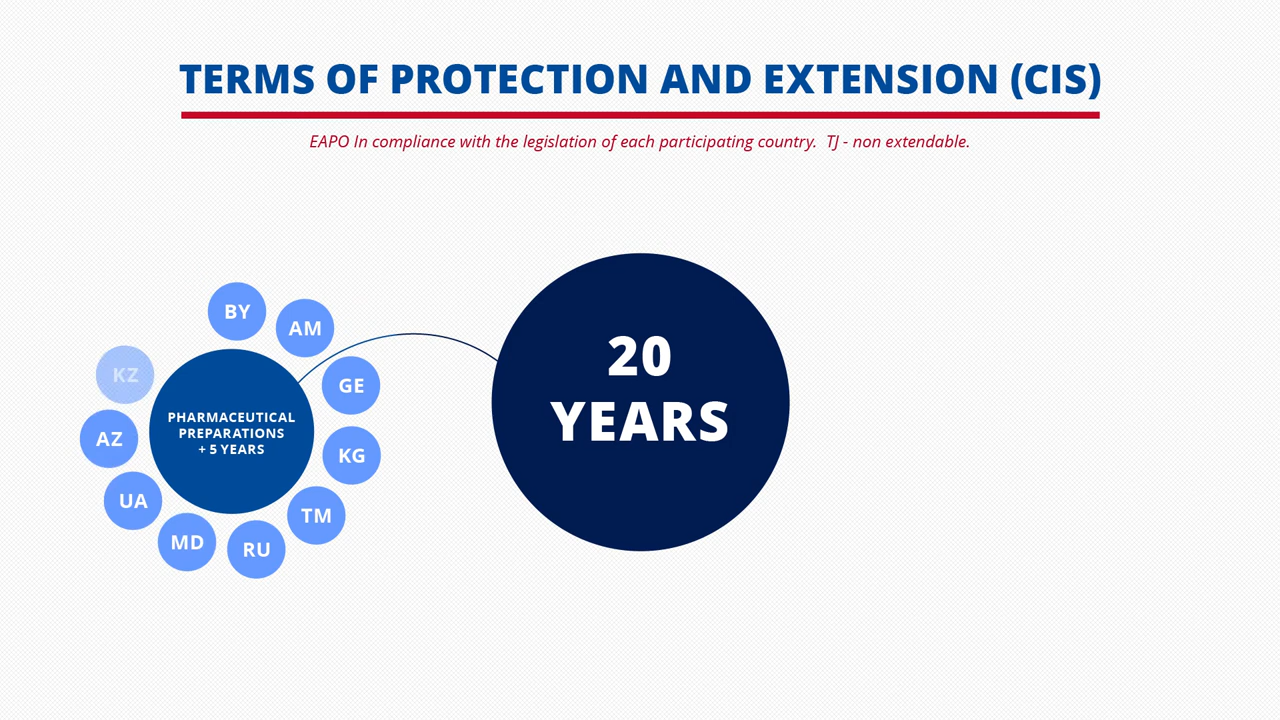 TERMS OF PROTECTION AND EXTENSION (CIS)
EAPO In compliance with the legislation of each participating country. TJ - non extendable.
BY
AM
KZ
GE
AZ
PHARMACEUTICAL
PREPARATIONS
+ 5 YEARS
KG
UA
TM
MD
RU
20
YEARS